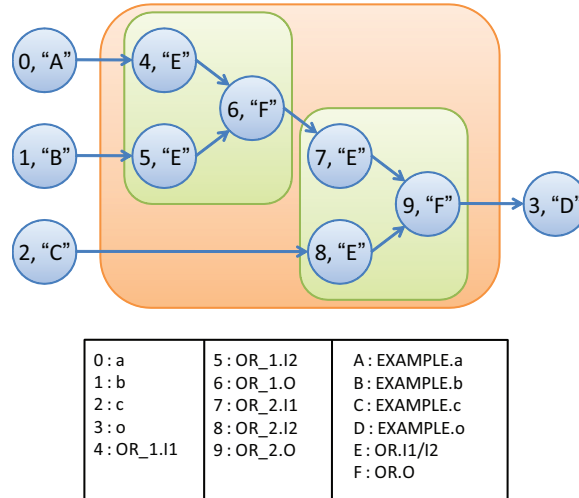 0, “A”
4, “E”
6, “F”
1, “B”
5, “E”
7, “E”
9, “F”
3, “D”
2, “C”
8, “E”
0 : a
1 : b
2 : c
3 : o
4 : OR_1.I1
5 : OR_1.I2
6 : OR_1.O
7 : OR_2.I1
8 : OR_2.I2
9 : OR_2.O
A : EXAMPLE.a
B : EXAMPLE.b
C : EXAMPLE.c
D : EXAMPLE.o
E : OR.I1/I2
F : OR.O